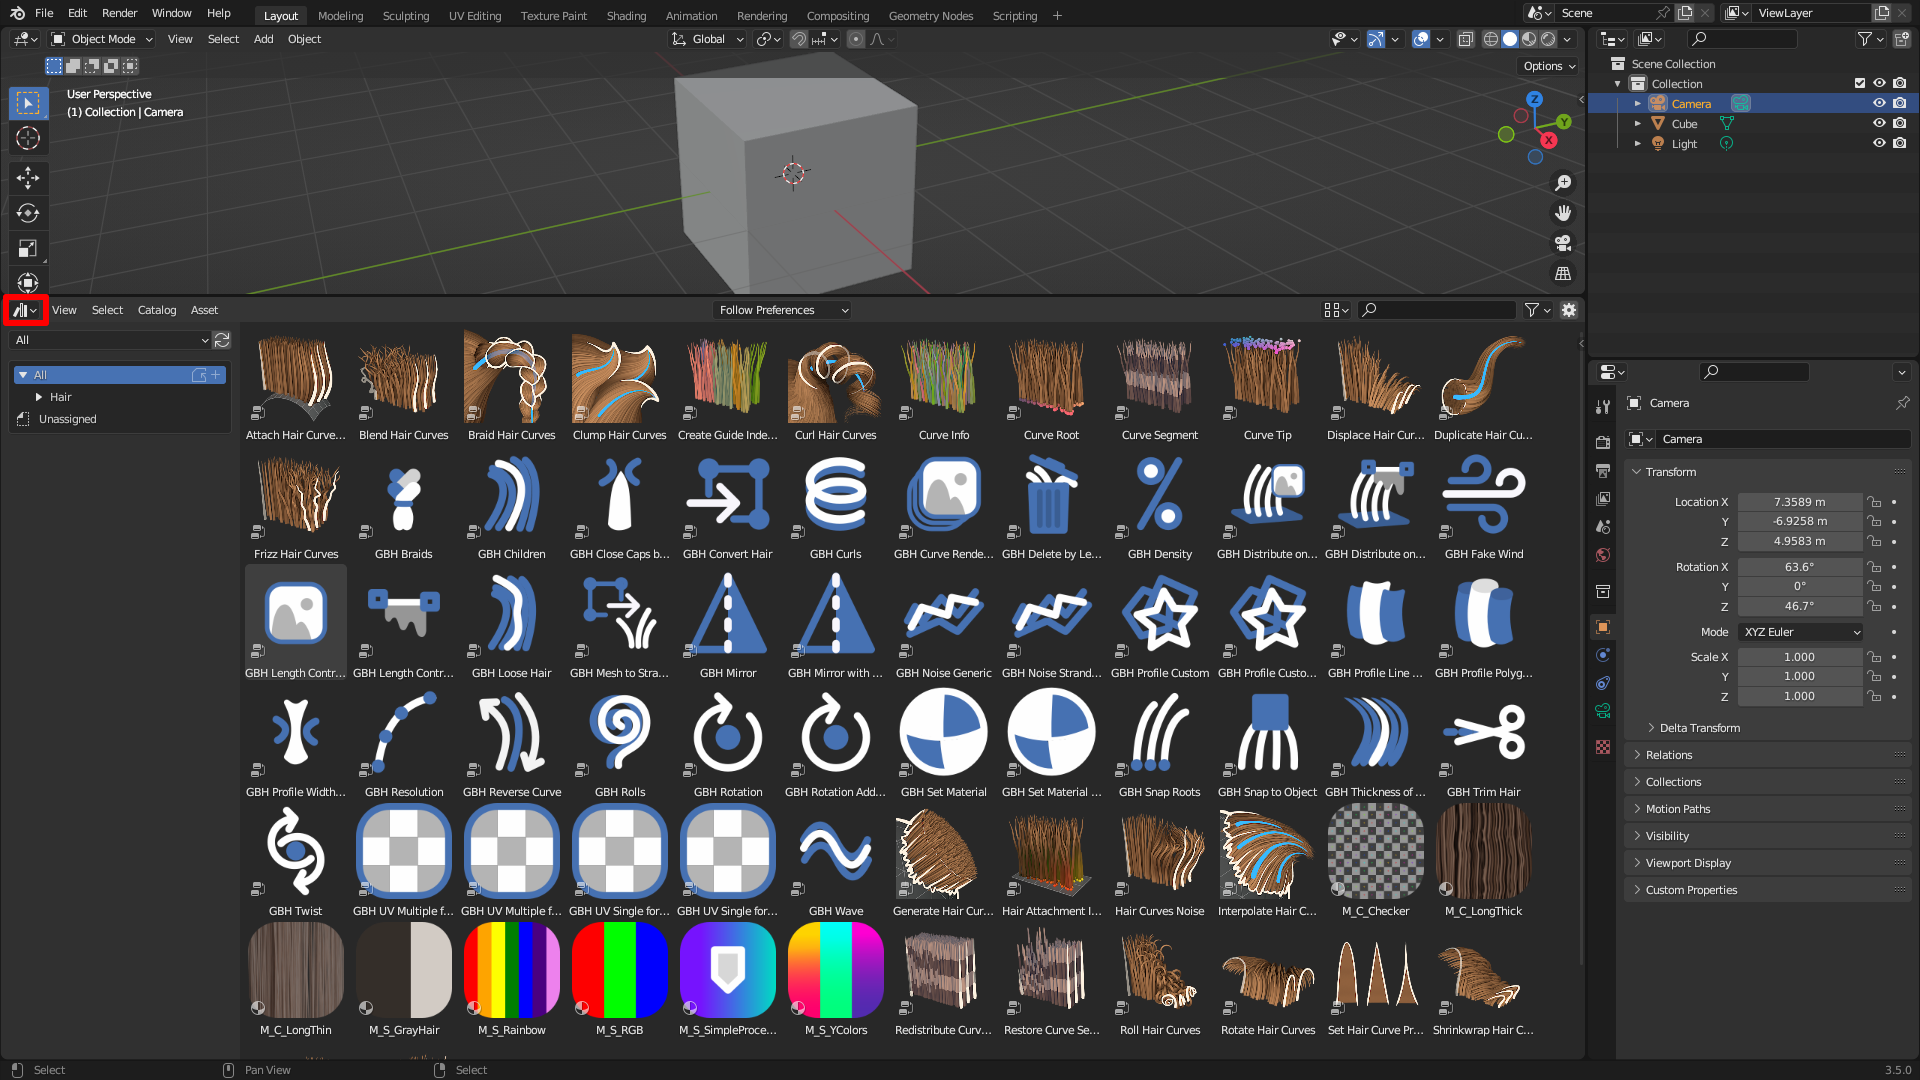 File Edit Render Window Help Layout Modeling Sculpting UV Editing Texture Paint Shading Animation Rendering Compositing Geometry Nodes Scripting + Scene ViewLayer
Object Mode View Select Add Object Global
Options
User Perspective
(1) Collection | Camera
Z
Y
X
Scene Collection
Collection
Camera
Cube
Light
View Select Catalog Asset Follow Preferences
All
All
Hair
Unassigned
Attach Hair Curve... Blend Hair Curves Braid Hair Curves Clump Hair Curves Create Guide Inde... Curl Hair Curves Curve Info Curve Root Curve Segment Curve Tip Displace Hair Cur... Duplicate Hair Cu...
Frizz Hair Curves GBH Braids GBH Children GBH Close Caps b... GBH Convert Hair GBH Curls GBH Curve Rende... GBH Delete by Le... GBH Density GBH Distribute on... GBH Distribute on... GBH Fake Wind
GBH Length Contr... GBH Length Contr... GBH Loose Hair GBH Mesh to Stra... GBH Mirror GBH Mirror with ... GBH Noise Generic GBH Noise Strand... GBH Profile Custom GBH Profile Custo... GBH Profile Line ... GBH Profile Polyg...
GBH Profile Width... GBH Resolution GBH Reverse Curve GBH Rolls GBH Rotation GBH Rotation Add... GBH Set Material GBH Set Material ... GBH Snap Roots GBH Snap to Object GBH Thickness of ... GBH Trim Hair
GBH Twist GBH UV Multiple f... GBH UV Multiple f... GBH UV Single for... GBH UV Single for... GBH Wave Generate Hair Cur... Hair Attachment I... Hair Curves Noise Interpolate Hair C... M_C_Checker M_C_LongThick
M_C_LongThin M_S_GrayHair M_S_Rainbow M_S_RGB M_S_SimpleProce... M_S_YColors Redistribute Curv... Restore Curve Se... Roll Hair Curves Rotate Hair Curves Set Hair Curve Pr... Shrinkwrap Hair C...
Camera
Camera
Transform
Location X 7.3589 m
Y -6.9258 m
Z 4.9583 m
Rotation X 63.6°
Y 0°
Z 46.7°
Mode XYZ Euler
Scale X 1.000
Y 1.000
Z 1.000
Delta Transform
Relations
Collections
Motion Paths
Visibility
Viewport Display
Custom Properties
Select Pan View Select 3.5.0